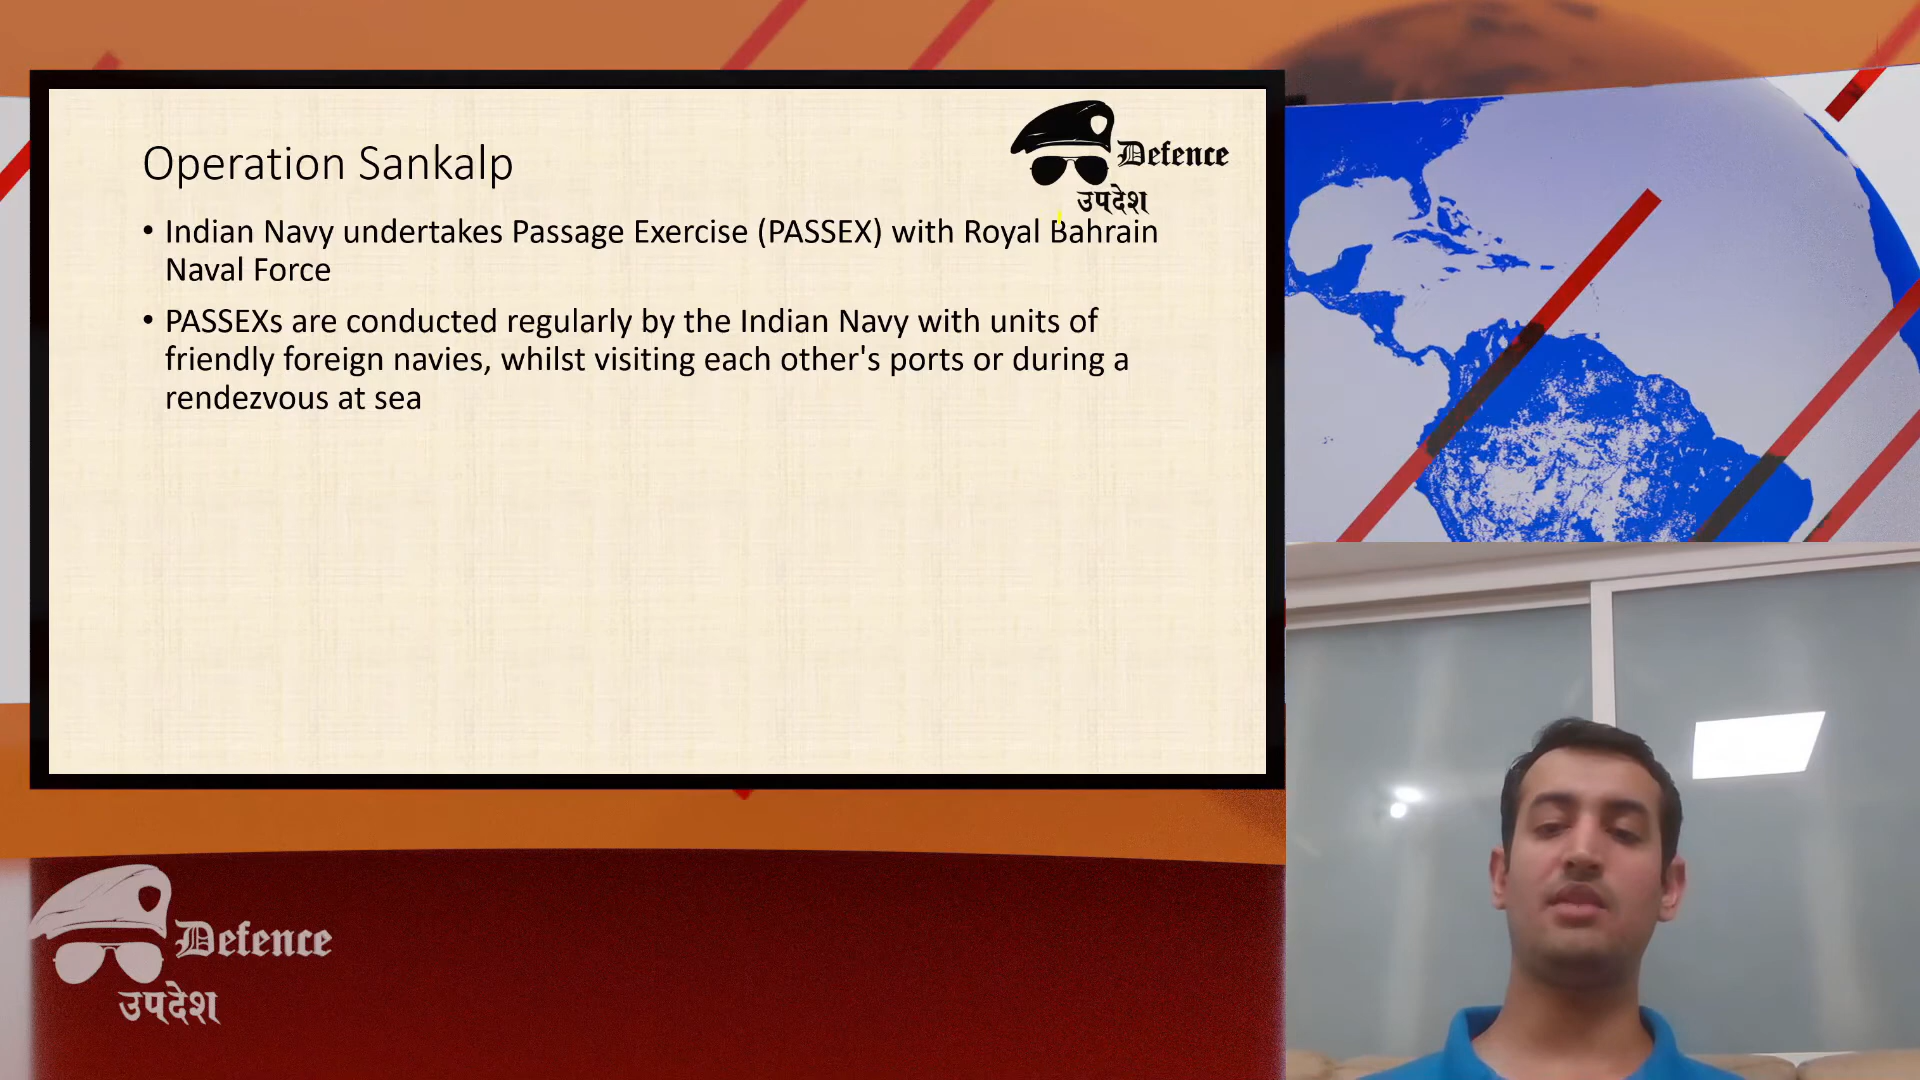 Operation Sankalp
Defence
उपदेश
• Indian Navy undertakes Passage Exercise (PASSEX) with Royal Bahrain
Naval Force
• PASSEXs are conducted regularly by the Indian Navy with units of
friendly foreign navies, whilst visiting each other's ports or during a
rendezvous at sea
Defence
उपदेश